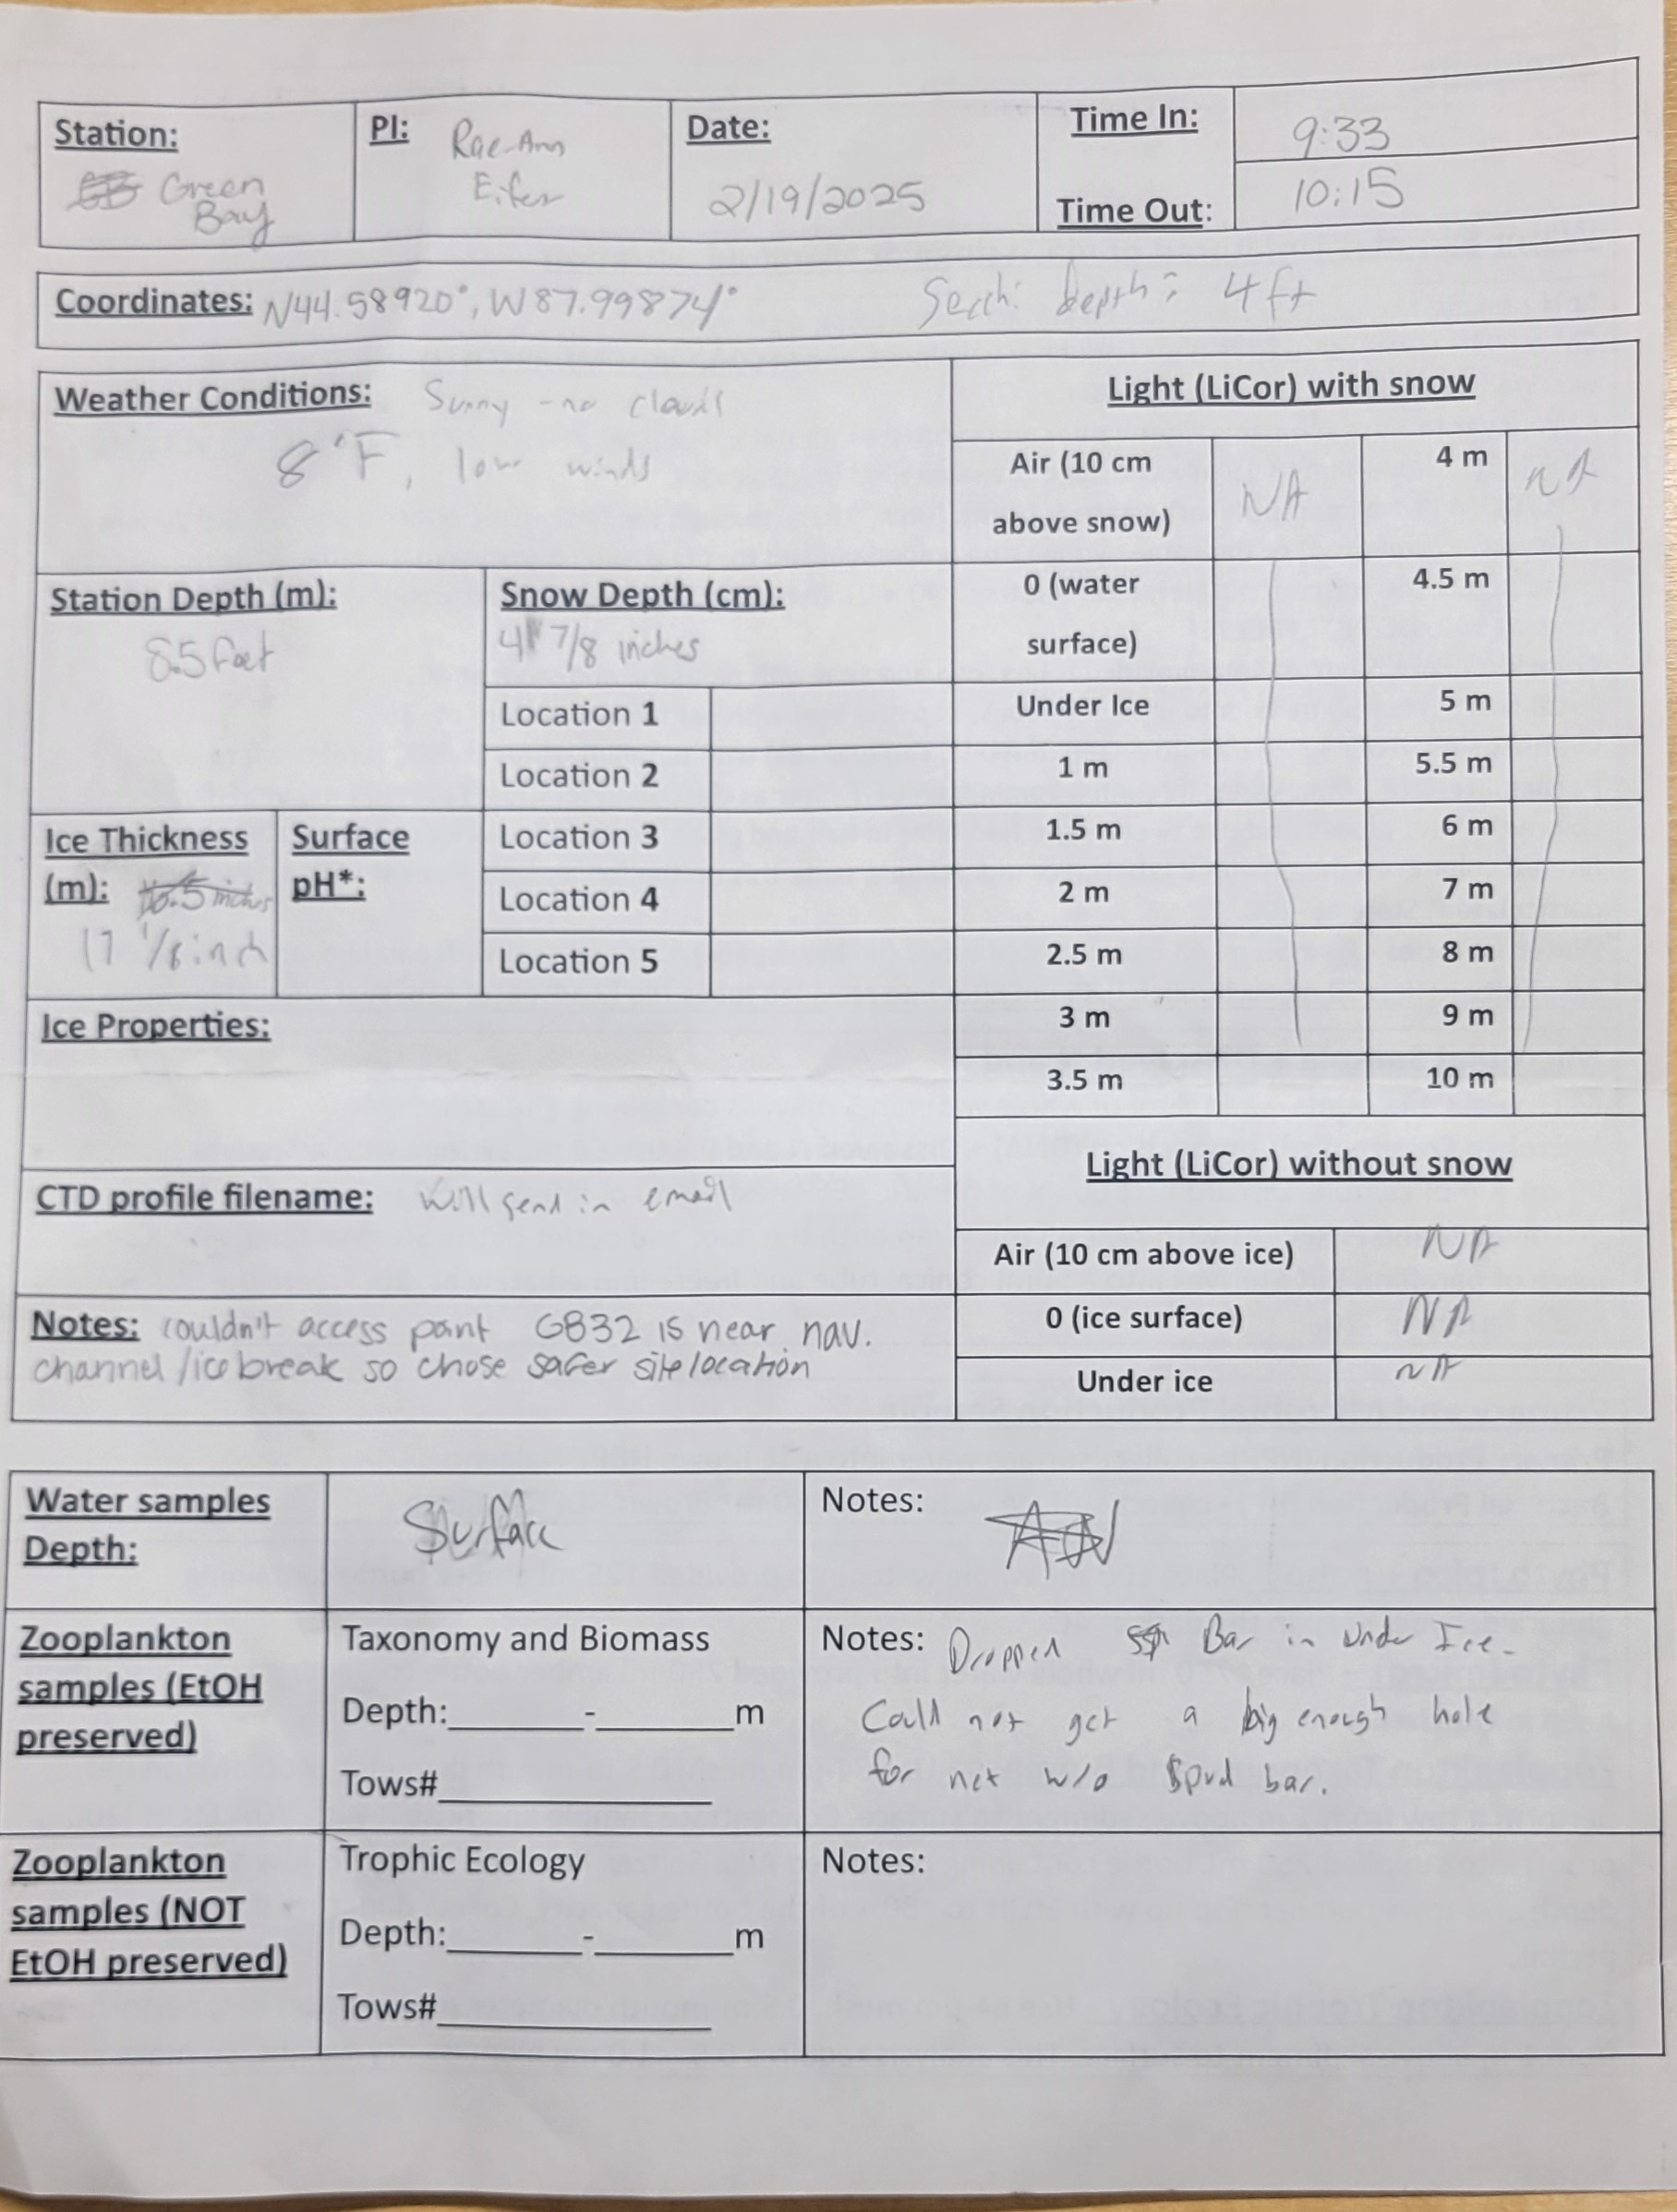 Station:
Green
Bay
PI: Rae-Ann
Eifer
Date:
2/19/2025
Time In: 9:33
Time Out: 10:15
Coordinates: N44.58920°, W87.99874° Secchi depth: 4ft
Weather Conditions: Sunny - no clouds
8°F, low winds
Station Depth (m):
8.5 feet
Snow Depth (cm):
4 7/8 inches
Location 1
Location 2
Location 3
Location 4
Location 5
Ice Thickness
(m): 16.5 inches
17 1/8 inch
Surface
pH*:
Ice Properties:
CTD profile filename: Will send in email
Notes: couldn't access point GB32 is near nav.
channel/ice break so chose safer site location
Light (LiCor) with snow
Air (10 cm
above snow) NA 4 m NA
0 (water
surface) 4.5 m
Under Ice 5 m
1 m 5.5 m
1.5 m 6 m
2 m 7 m
2.5 m 8 m
3 m 9 m
3.5 m 10 m
Light (LiCor) without snow
Air (10 cm above ice) NA
0 (ice surface) NA
Under ice NA
Water samples
Depth:
Surface
Notes:
Zooplankton
samples (EtOH
preserved)
Taxonomy and Biomass
Depth:_______-_______m
Tows#______________
Notes: Dropped Bar in Under Ice.
Could not get a big enough hole
for net w/o spud bar.
Zooplankton
samples (NOT
EtOH preserved)
Trophic Ecology
Depth:_______-_______m
Tows#______________
Notes: